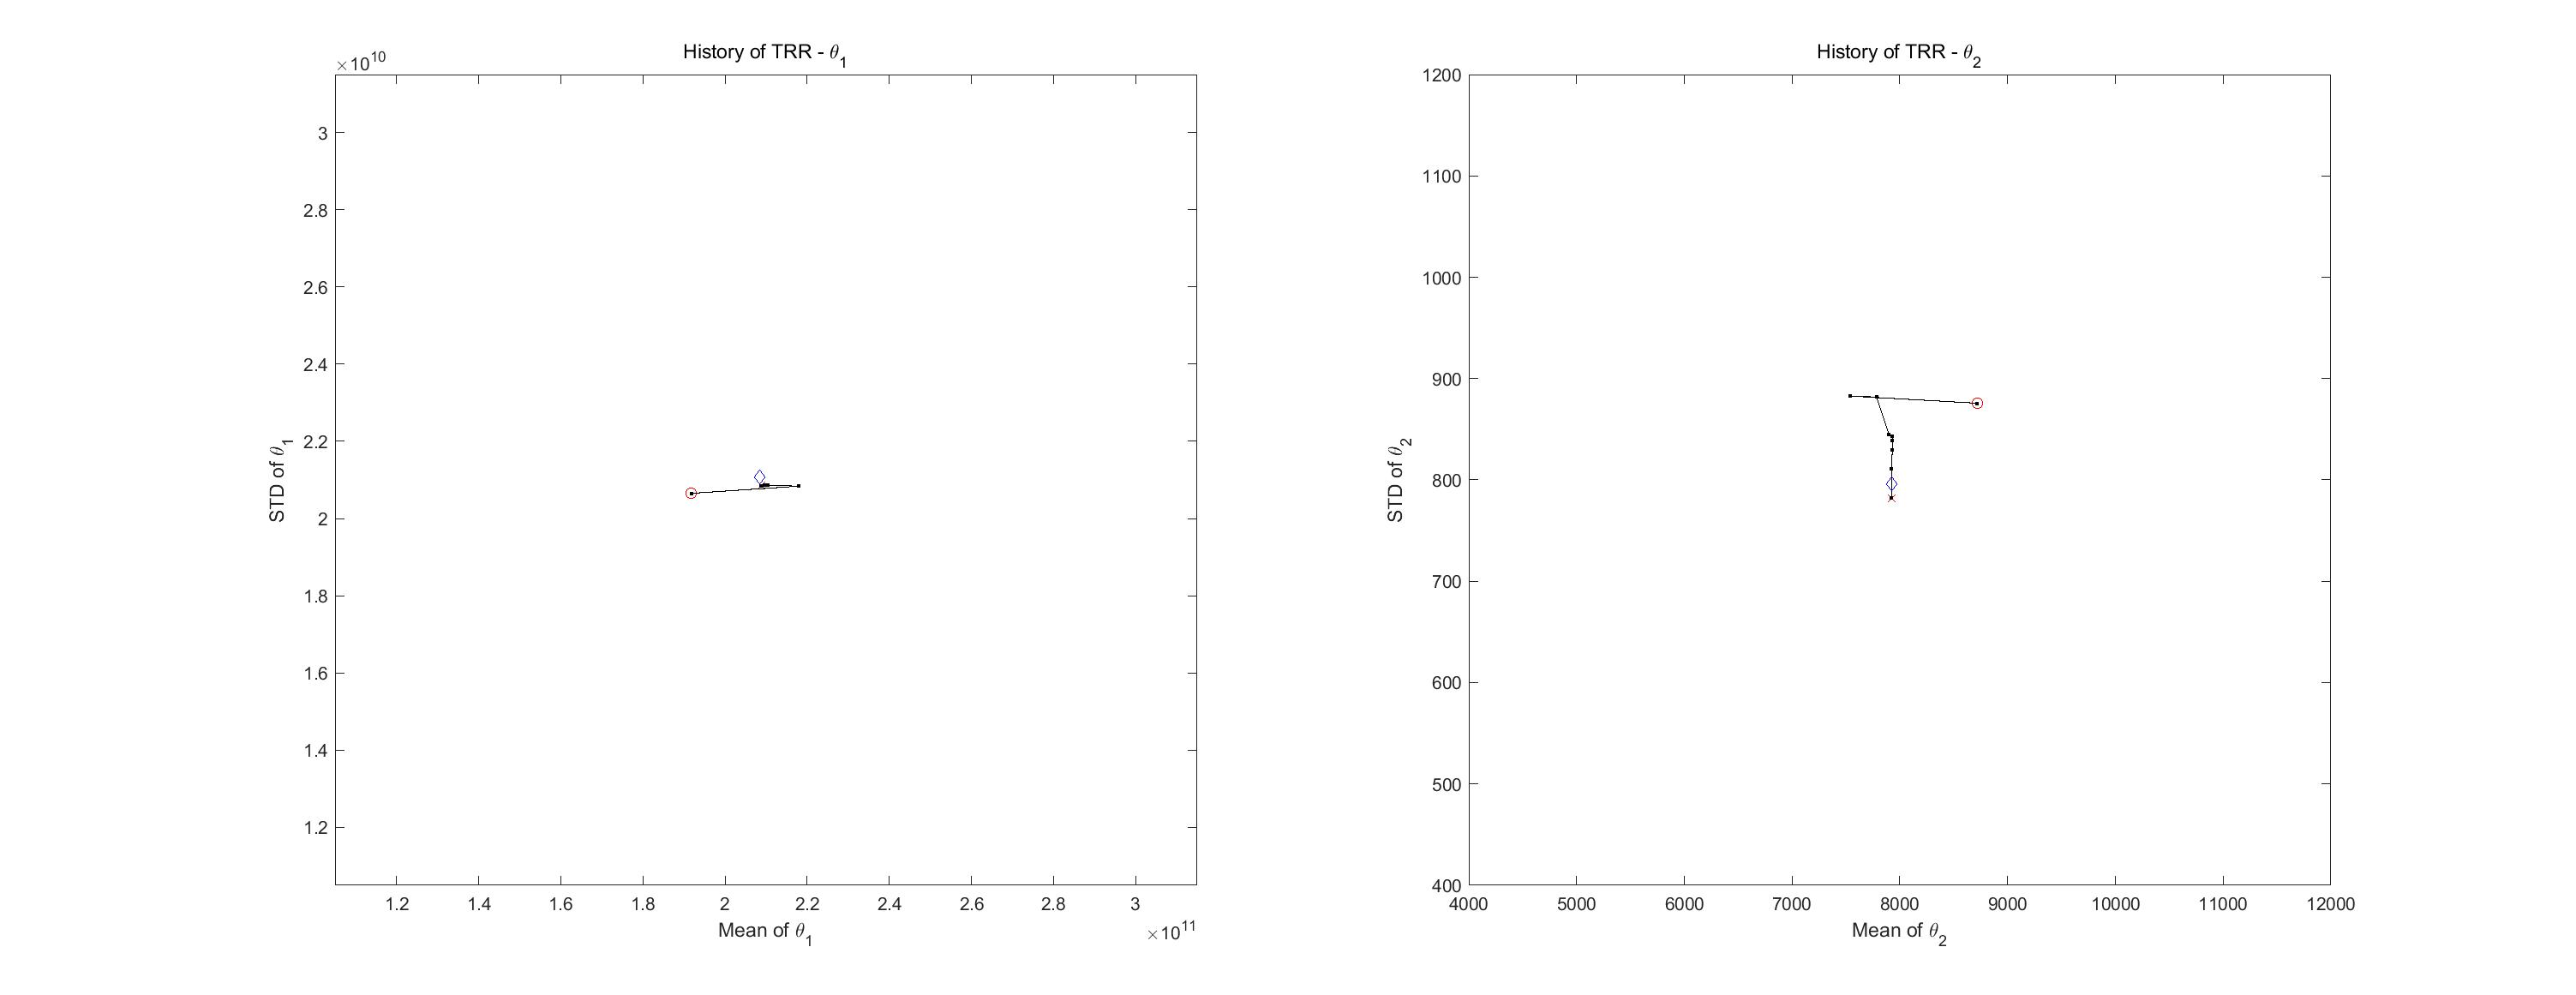 History of TRR - θ1
×10^10
3
2.8
2.6
2.4
2.2
2
1.8
1.6
1.4
1.2
STD of θ1
1.2 1.4 1.6 1.8 2 2.2 2.4 2.6 2.8 3
Mean of θ1
×10^11
History of TRR - θ2
1200
1100
1000
900
800
700
600
500
400
STD of θ2
4000 5000 6000 7000 8000 9000 10000 11000 12000
Mean of θ2